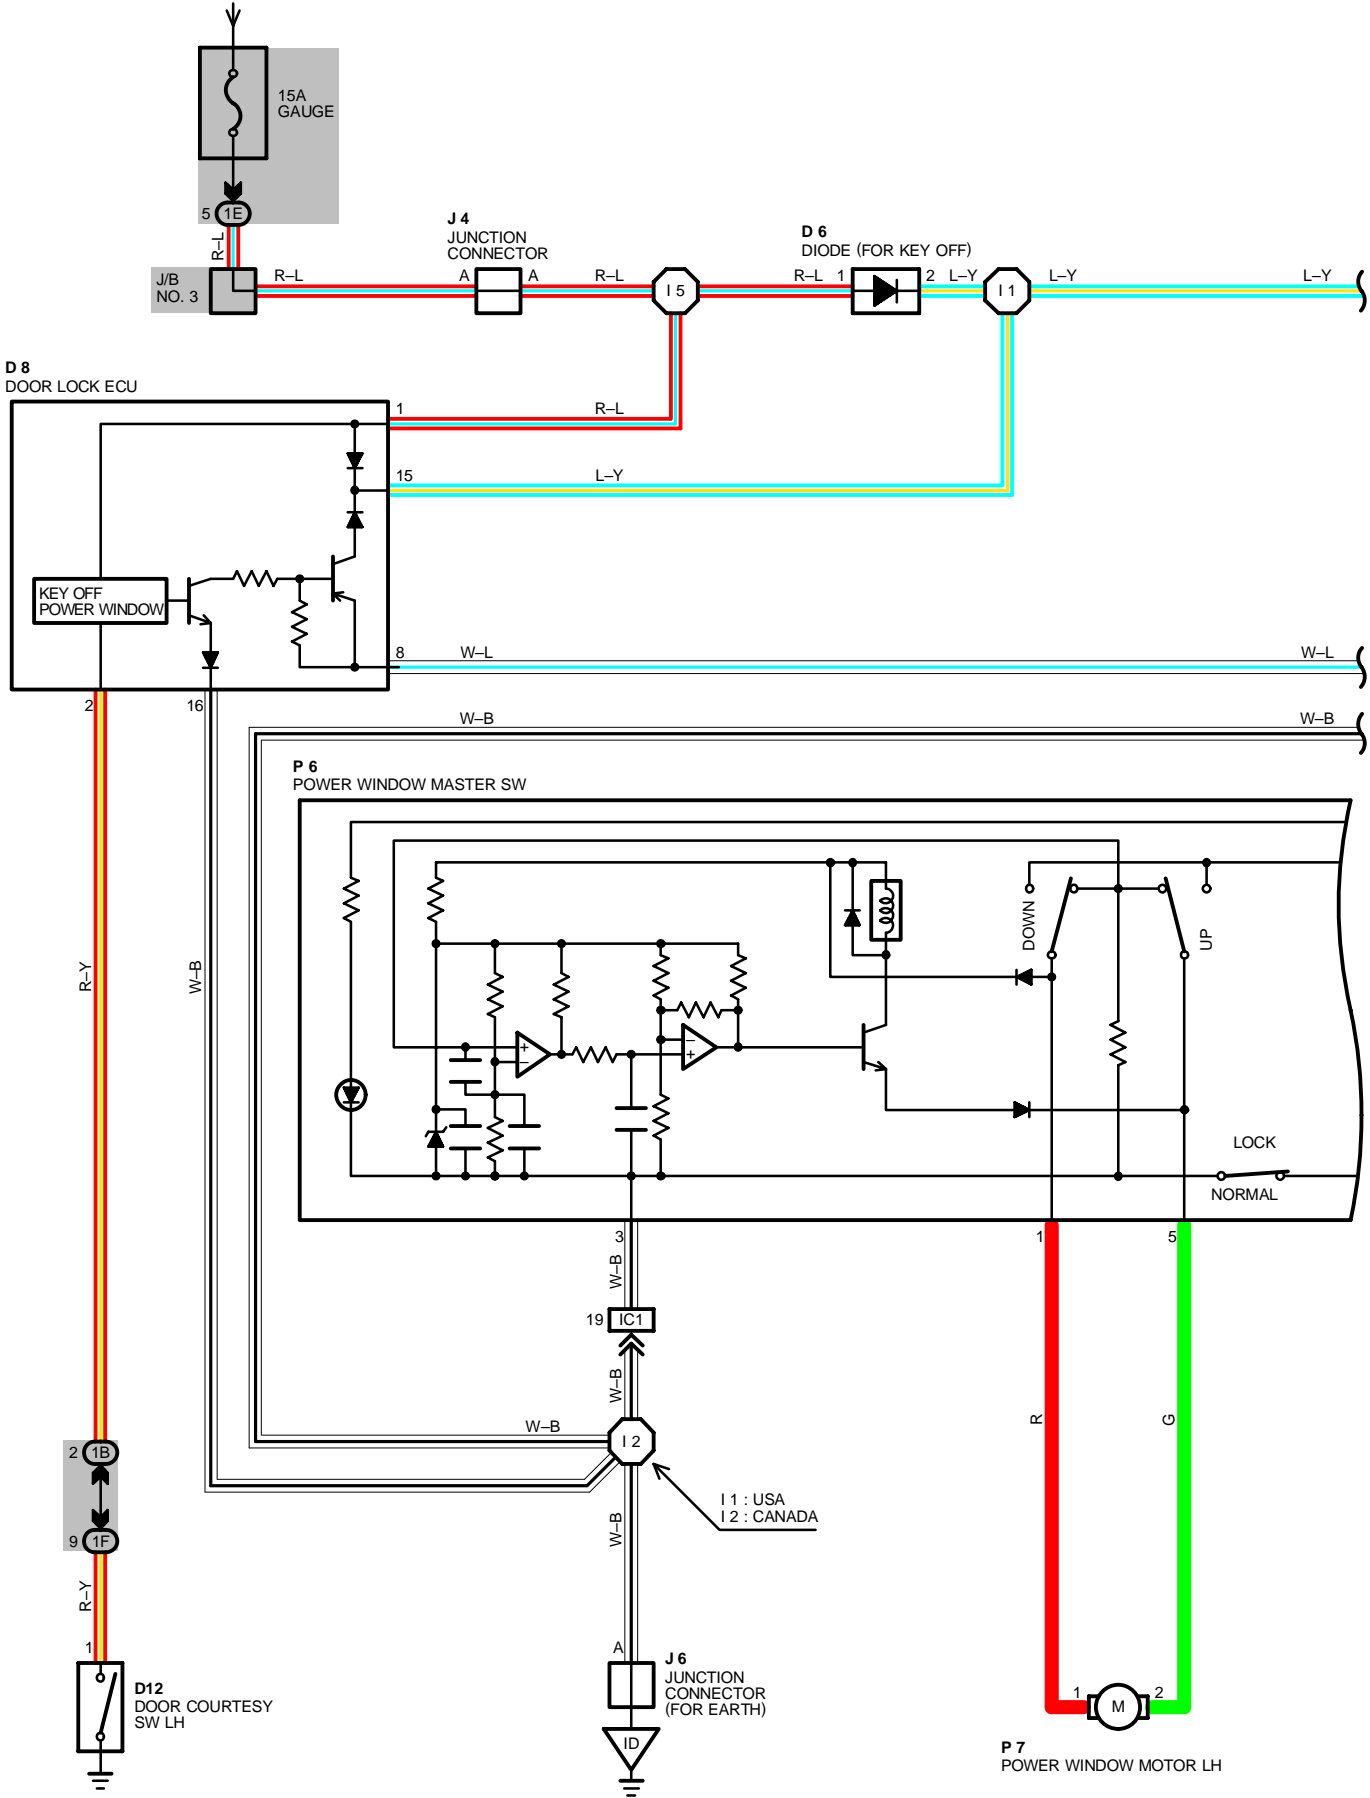 15A
GAUGE
5 1E
R–L
J/B
NO. 3
R–L
J 4
JUNCTION
CONNECTOR
A A
R–L
I 5
D 6
DIODE (FOR KEY OFF)
R–L 1 2 L–Y
I 1
L–Y
L–Y
D 8
DOOR LOCK ECU
1 R–L
15 L–Y
KEY OFF
POWER WINDOW
8 W–L W–L
2 16
W–B W–B
P 6
POWER WINDOW MASTER SW
DOWN
UP
+
–
–
+
LOCK
NORMAL
R–Y
W–B
3 1 5
W–B
19 IC1
W–B
R
G
W–B
I 2
2 1B
I 1 : USA
I 2 : CANADA
W–B
9 1F
R–Y
1
D12
DOOR COURTESY
SW LH
A
J 6
JUNCTION
CONNECTOR
(FOR EARTH)
ID
1 M 2
P 7
POWER WINDOW MOTOR LH